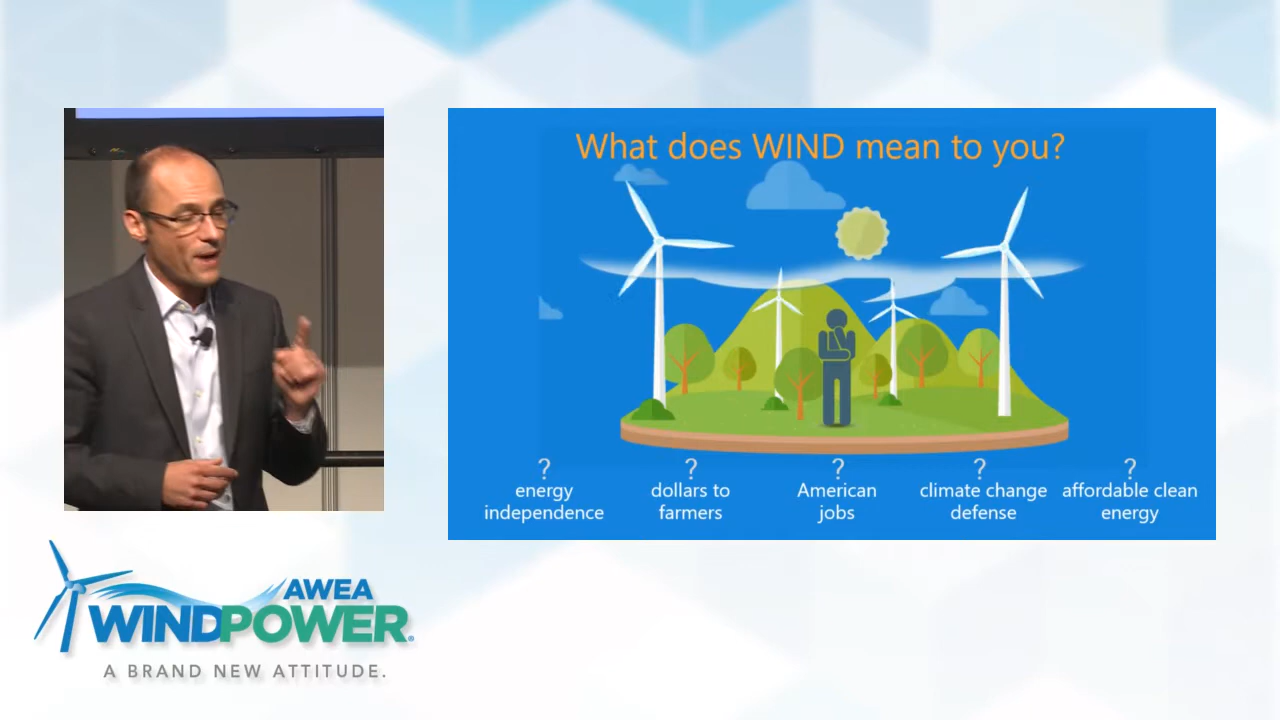 What does WIND mean to you?
? ? ? ? ?
energy dollars to American climate change affordable clean
independence farmers jobs defense energy
AWEA
WINDPOWER®
A BRAND NEW ATTITUDE.